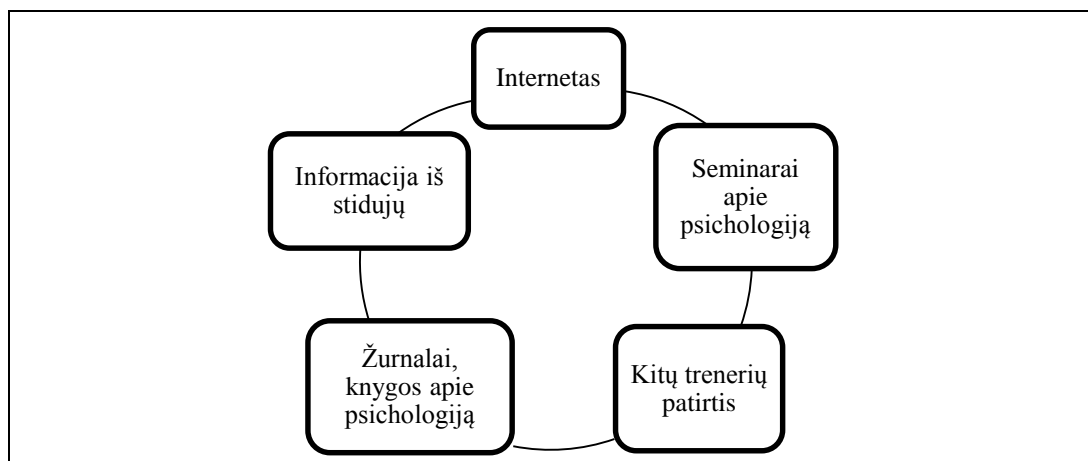 Internetas
Seminarai
apie
psichologiją
Kitų trenerių
patirtis
Žurnalai,
knygos apie
psichologiją
Informacija iš
stidujų